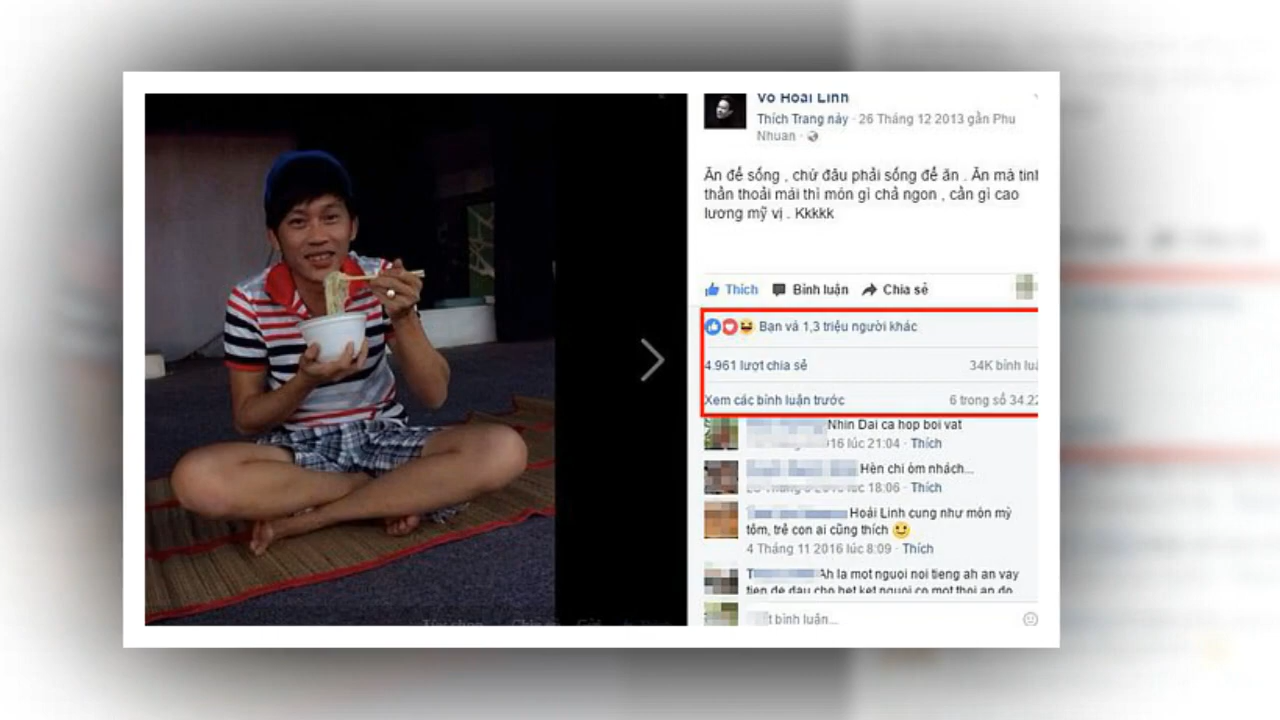 Võ Hoài Linh
Thích Trang này · 26 Tháng 12 2013 gần Phu
Nhuan ·
Ăn để sống , chứ đâu phải sống để ăn . Ăn mà tinh
thần thoải mái thì món gì chả ngon , cần gì cao
lương mỹ vị . Kkkkk
Thích Bình luận Chia sẻ
Bạn và 1,3 triệu người khác
4.961 lượt chia sẻ 34K bình luậ
Xem các bình luận trước 6 trong số 34.22
Nhin Dai ca hop boi vat
16 lúc 21:04 · Thích
Hèn chi òm nhách...
lúc 18:06 · Thích
Hoài Linh cung như món mỳ
tôm, trẻ con ai cũng thích
4 Tháng 11 2016 lúc 8:09 · Thích
T Ah la mot nguoi noi tieng ah an vay
tien de dau cho het ket nguoi co mot thoi an do
t bình luận...